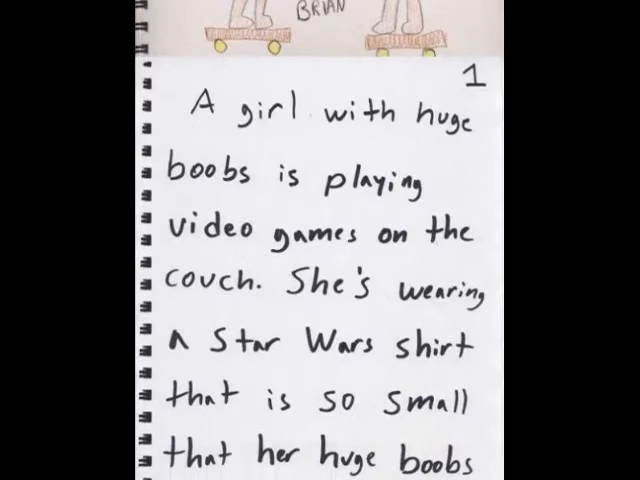 BRIAN
1
A girl with huge
boobs is playing
video games on the
couch. She's wearing
a Star Wars shirt
that is so small
that her huge boobs